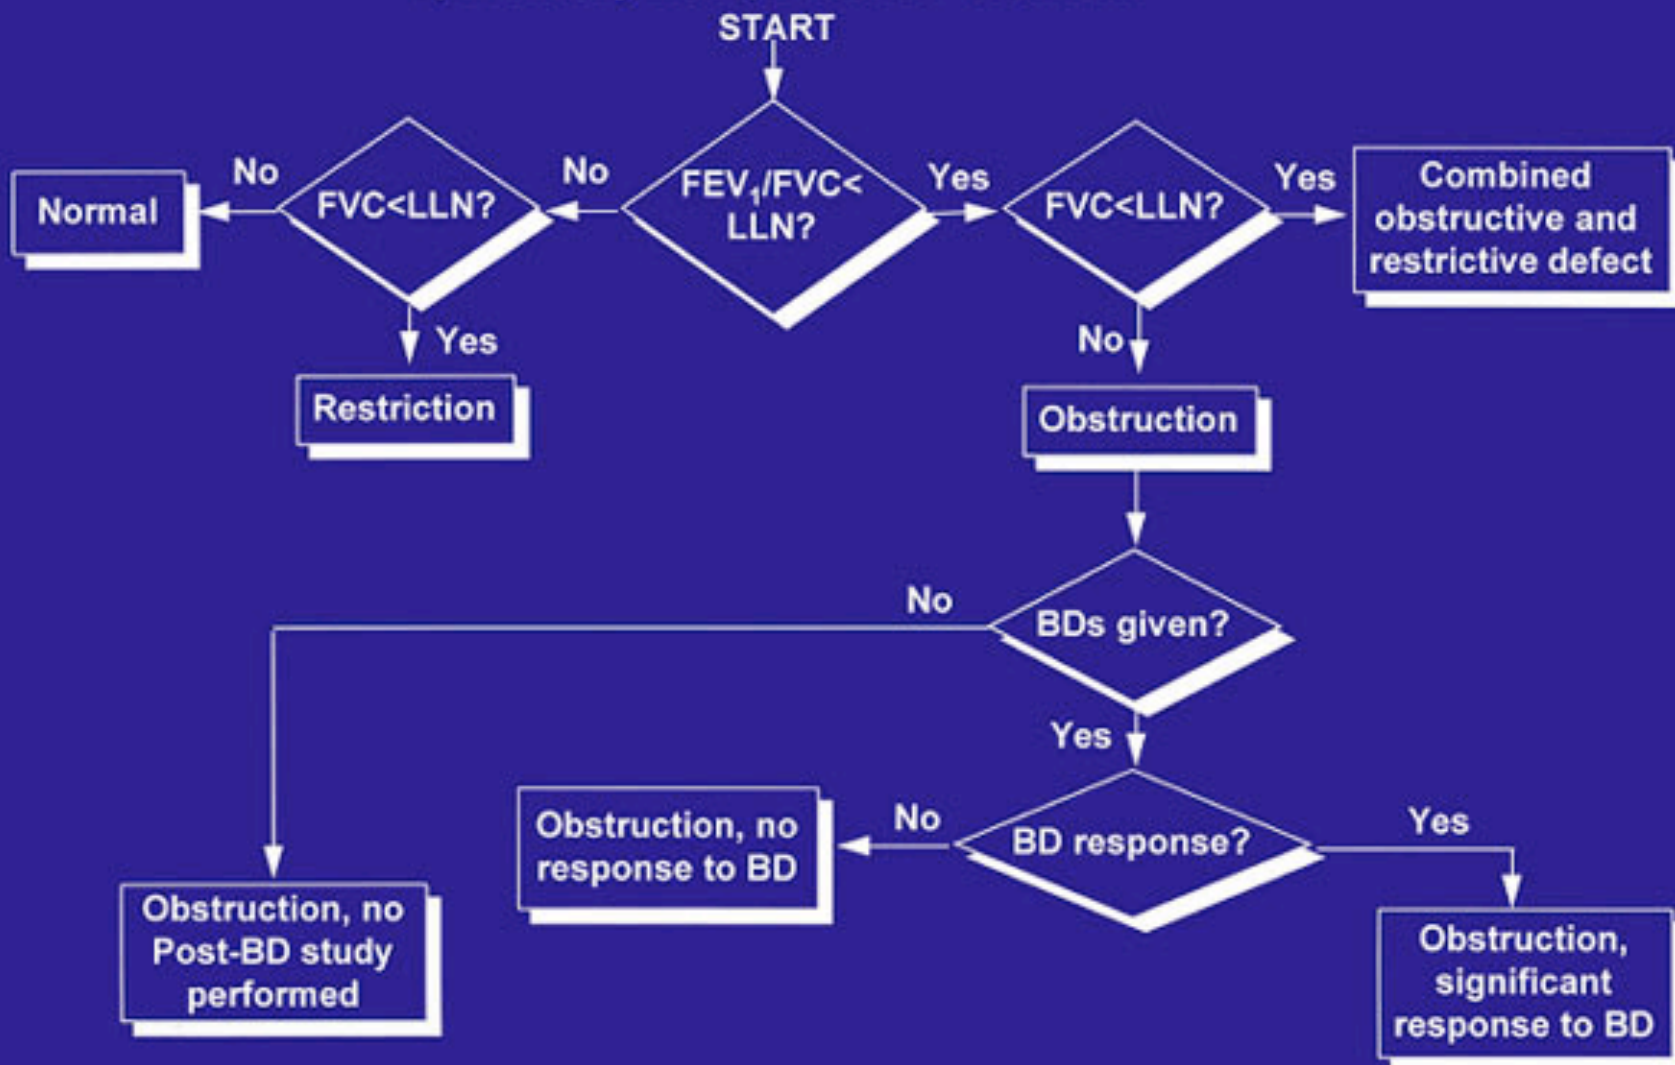 START
No
No
Yes
Yes
Normal
FVC<LLN?
FEV₁/FVC<
LLN?
FVC<LLN?
Combined
obstructive and
restrictive defect
Yes
Restriction
No
Obstruction
BDs given?
No
Yes
BD response?
No
Yes
Obstruction, no
response to BD
Obstruction, no
Post-BD study
performed
Obstruction,
significant
response to BD